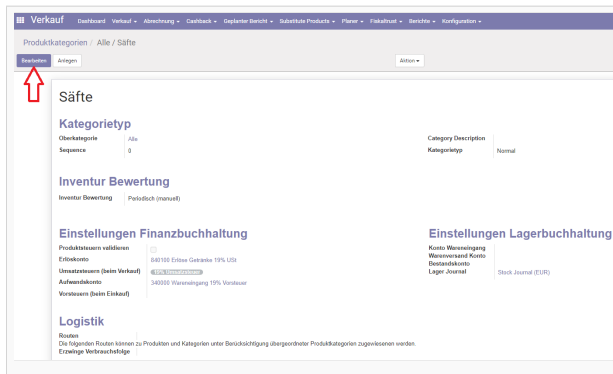 Verkauf Dashboard Verkauf Abrechnung Cashback Geplanter Bericht Substitute Products Planer Fiskaltrust Berichte Konfiguration
Produktkategorien / Alle / Säfte
Bearbeiten Anlegen Aktion
Säfte
Kategorietyp
Oberkategorie Alle Category Description
Sequence 0 Kategorietyp Normal
Inventur Bewertung
Inventur Bewertung Periodisch (manuell)
Einstellungen Finanzbuchhaltung Einstellungen Lagerbuchhaltung
Produktsteuern validieren Konto Wareneingang
Erlöskonto 840100 Erlöse Getränke 19% USt Warenversand Konto
Bestandskonto
Umsatzsteuern (beim Verkauf) 19% Umsatzsteuer Lager Journal Stock Journal (EUR)
Aufwandskonto 340000 Wareneingang 19% Vorsteuer
Vorsteuern (beim Einkauf)
Logistik
Routen
Die folgenden Routen können zu Produkten und Kategorien unter Berücksichtigung übergeordneter Produktkategorien zugewiesenen werden.
Erzwinge Verbrauchsfolge